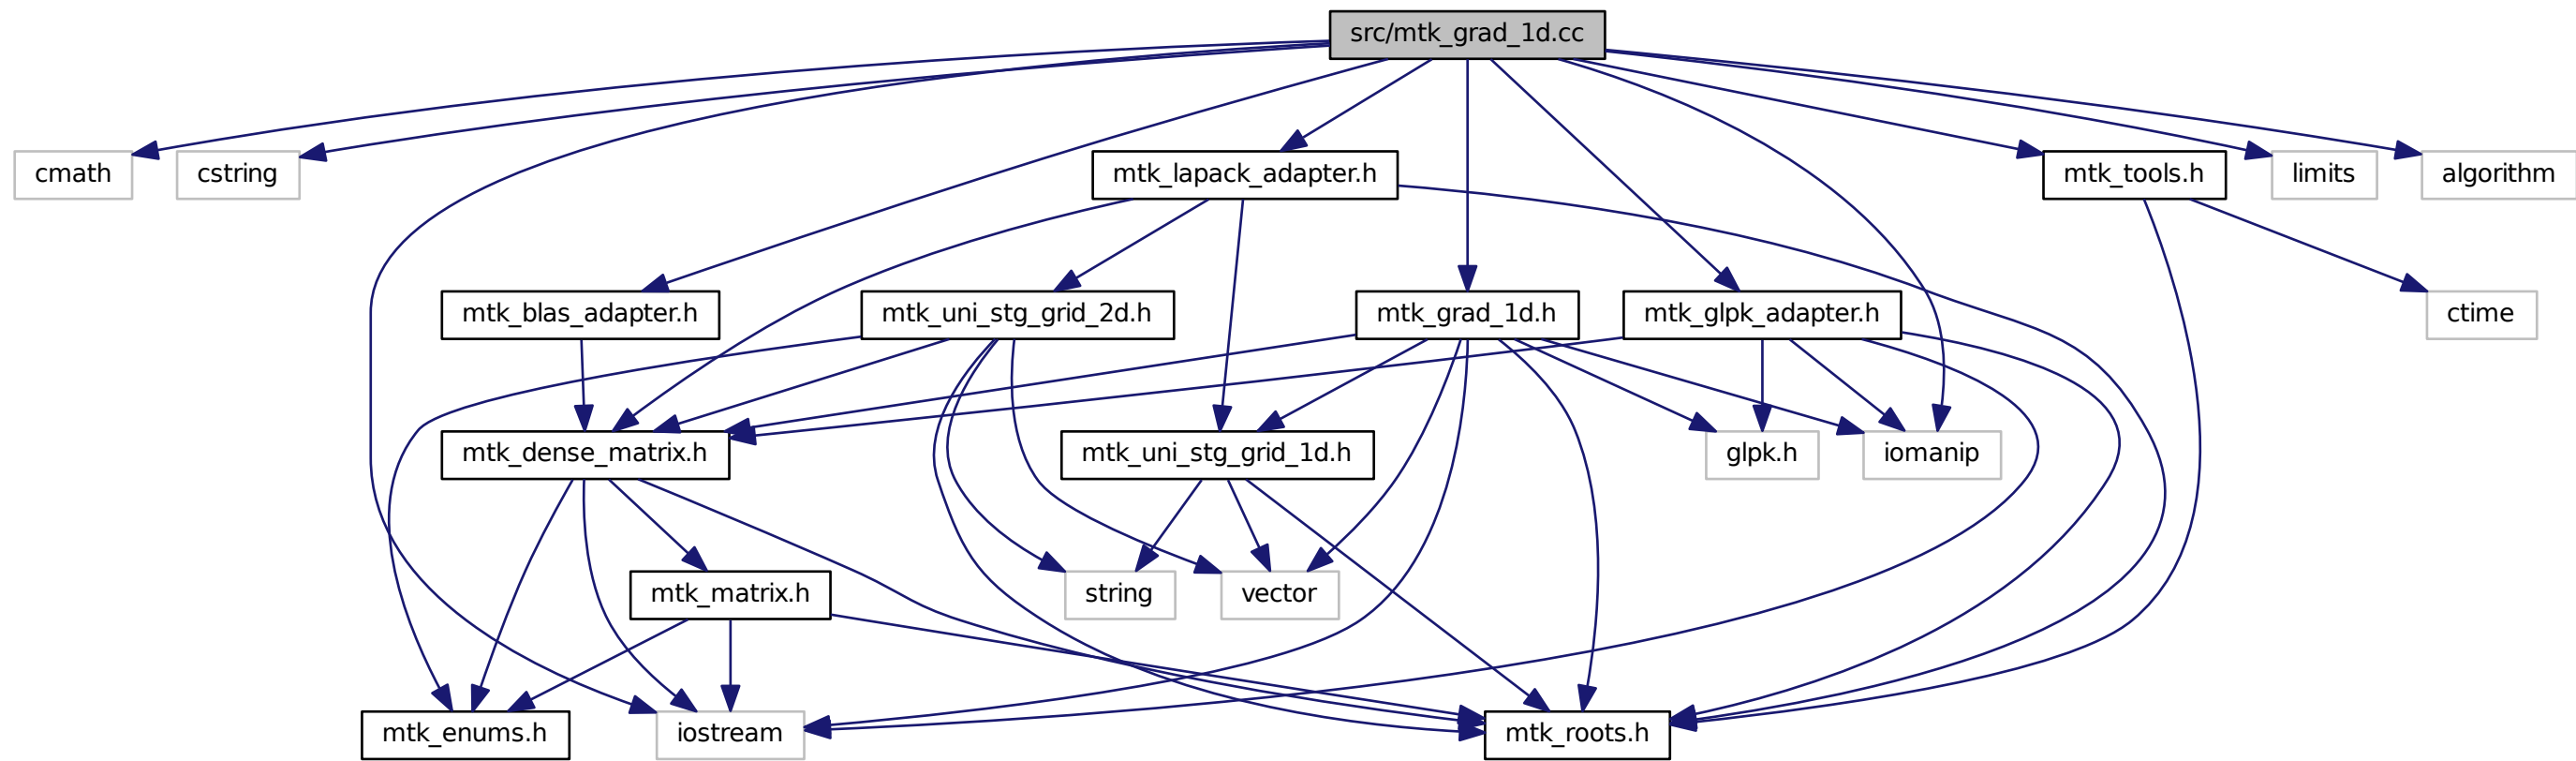 src/mtk_grad_1d.cc
cmath
cstring
mtk_lapack_adapter.h
mtk_tools.h
limits
algorithm
mtk_blas_adapter.h
mtk_uni_stg_grid_2d.h
mtk_grad_1d.h
mtk_glpk_adapter.h
ctime
mtk_dense_matrix.h
mtk_uni_stg_grid_1d.h
glpk.h
iomanip
mtk_matrix.h
string
vector
mtk_enums.h
iostream
mtk_roots.h